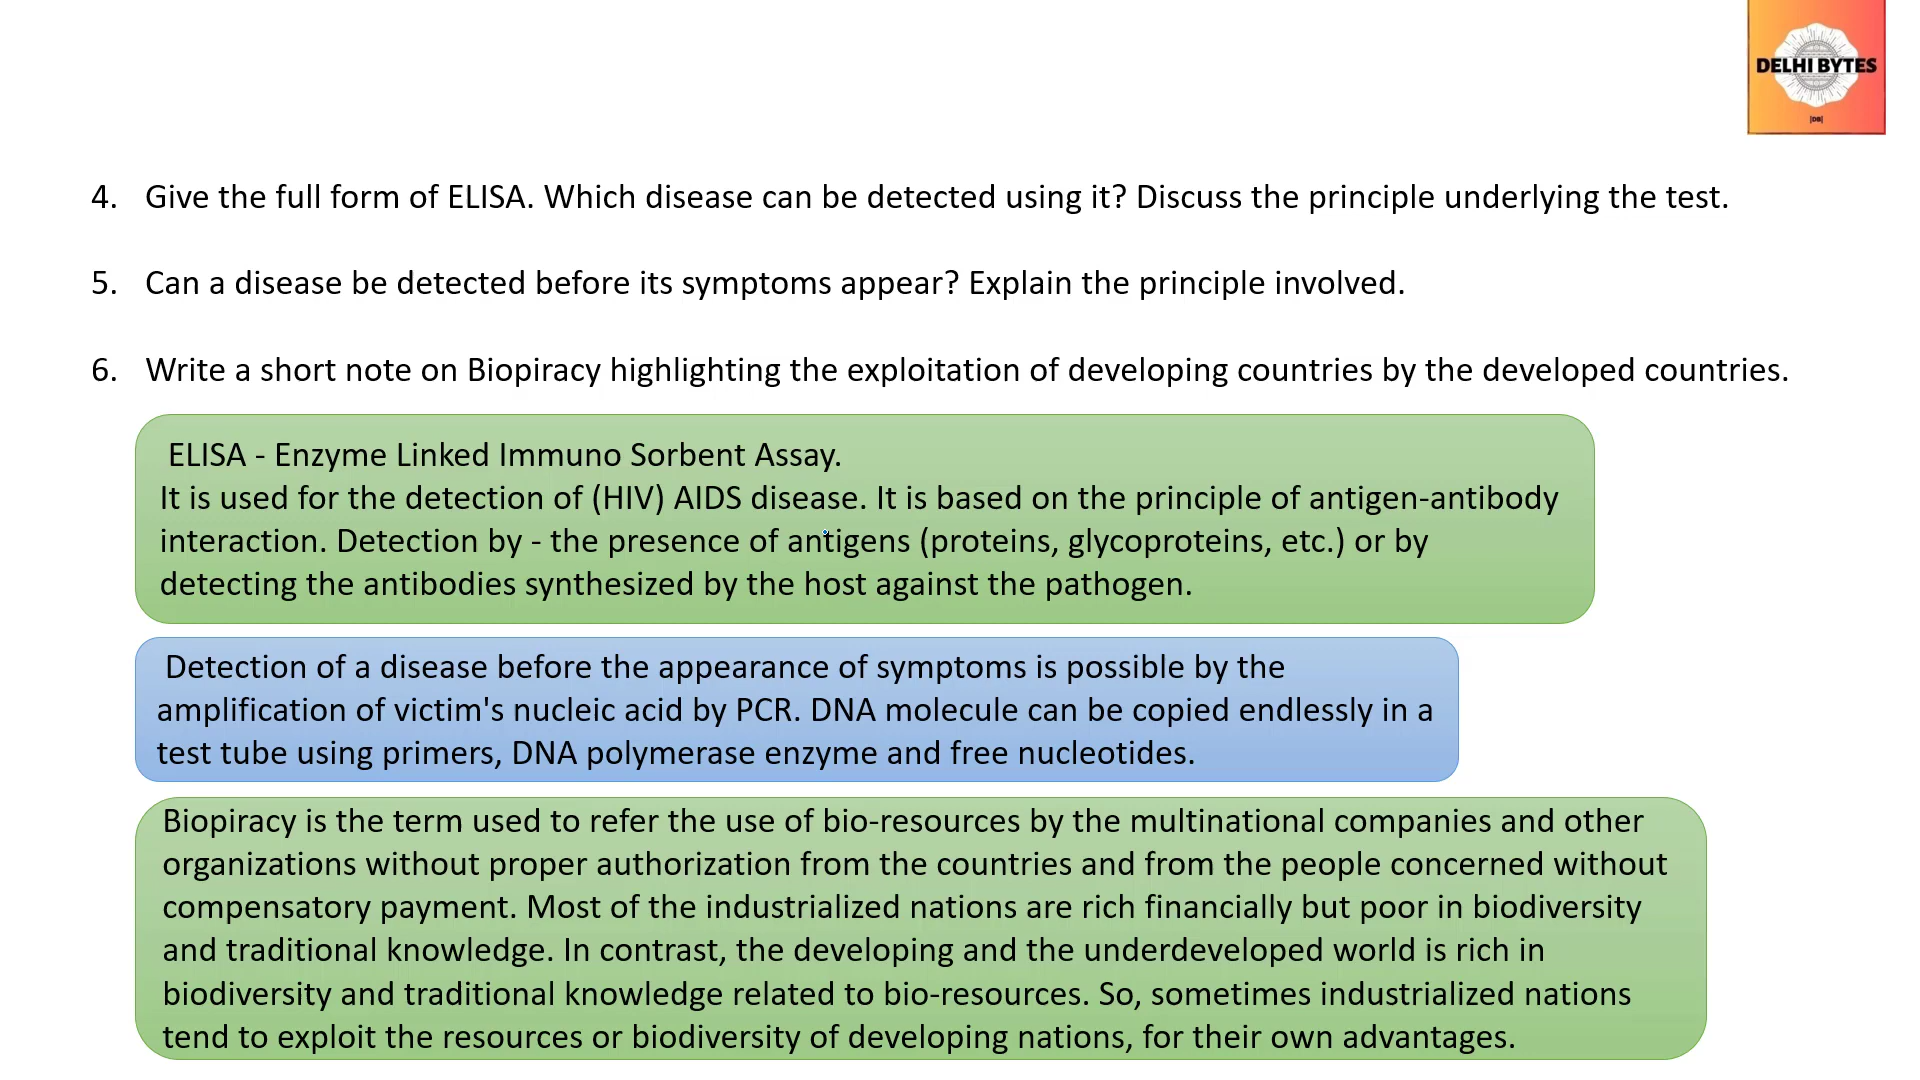 DELHI BYTES
|DB|
4. Give the full form of ELISA. Which disease can be detected using it? Discuss the principle underlying the test.
5. Can a disease be detected before its symptoms appear? Explain the principle involved.
6. Write a short note on Biopiracy highlighting the exploitation of developing countries by the developed countries.
ELISA - Enzyme Linked Immuno Sorbent Assay.
It is used for the detection of (HIV) AIDS disease. It is based on the principle of antigen-antibody
interaction. Detection by - the presence of antigens (proteins, glycoproteins, etc.) or by
detecting the antibodies synthesized by the host against the pathogen.
Detection of a disease before the appearance of symptoms is possible by the
amplification of victim's nucleic acid by PCR. DNA molecule can be copied endlessly in a
test tube using primers, DNA polymerase enzyme and free nucleotides.
Biopiracy is the term used to refer the use of bio-resources by the multinational companies and other
organizations without proper authorization from the countries and from the people concerned without
compensatory payment. Most of the industrialized nations are rich financially but poor in biodiversity
and traditional knowledge. In contrast, the developing and the underdeveloped world is rich in
biodiversity and traditional knowledge related to bio-resources. So, sometimes industrialized nations
tend to exploit the resources or biodiversity of developing nations, for their own advantages.